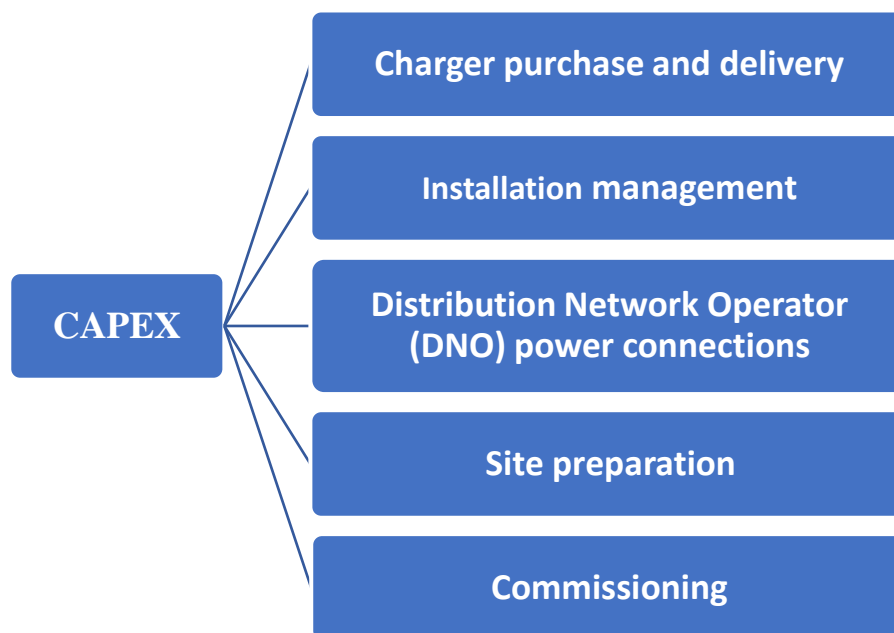 Charger purchase and delivery
Installation management
CAPEX
Distribution Network Operator
(DNO) power connections
Site preparation
Commissioning